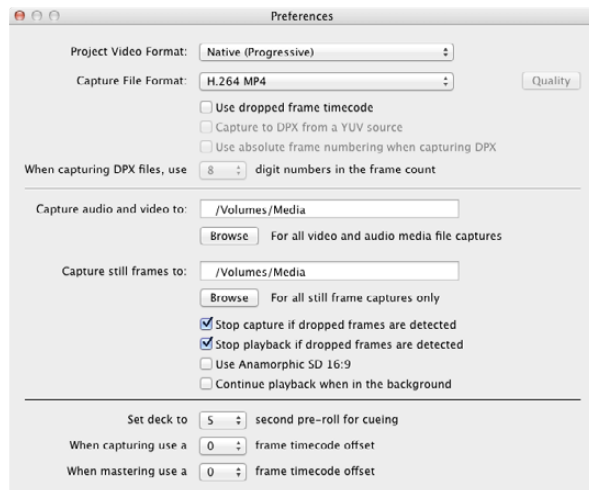 Preferences
Project Video Format: Native (Progressive)
Capture File Format: H.264 MP4 Quality
Use dropped frame timecode
Capture to DPX from a YUV source
Use absolute frame numbering when capturing DPX
When capturing DPX files, use 8 digit numbers in the frame count
Capture audio and video to: /Volumes/Media
Browse For all video and audio media file captures
Capture still frames to: /Volumes/Media
Browse For all still frame captures only
Stop capture if dropped frames are detected
Stop playback if dropped frames are detected
Use Anamorphic SD 16:9
Continue playback when in the background
Set deck to 5 second pre-roll for cueing
When capturing use a 0 frame timecode offset
When mastering use a 0 frame timecode offset